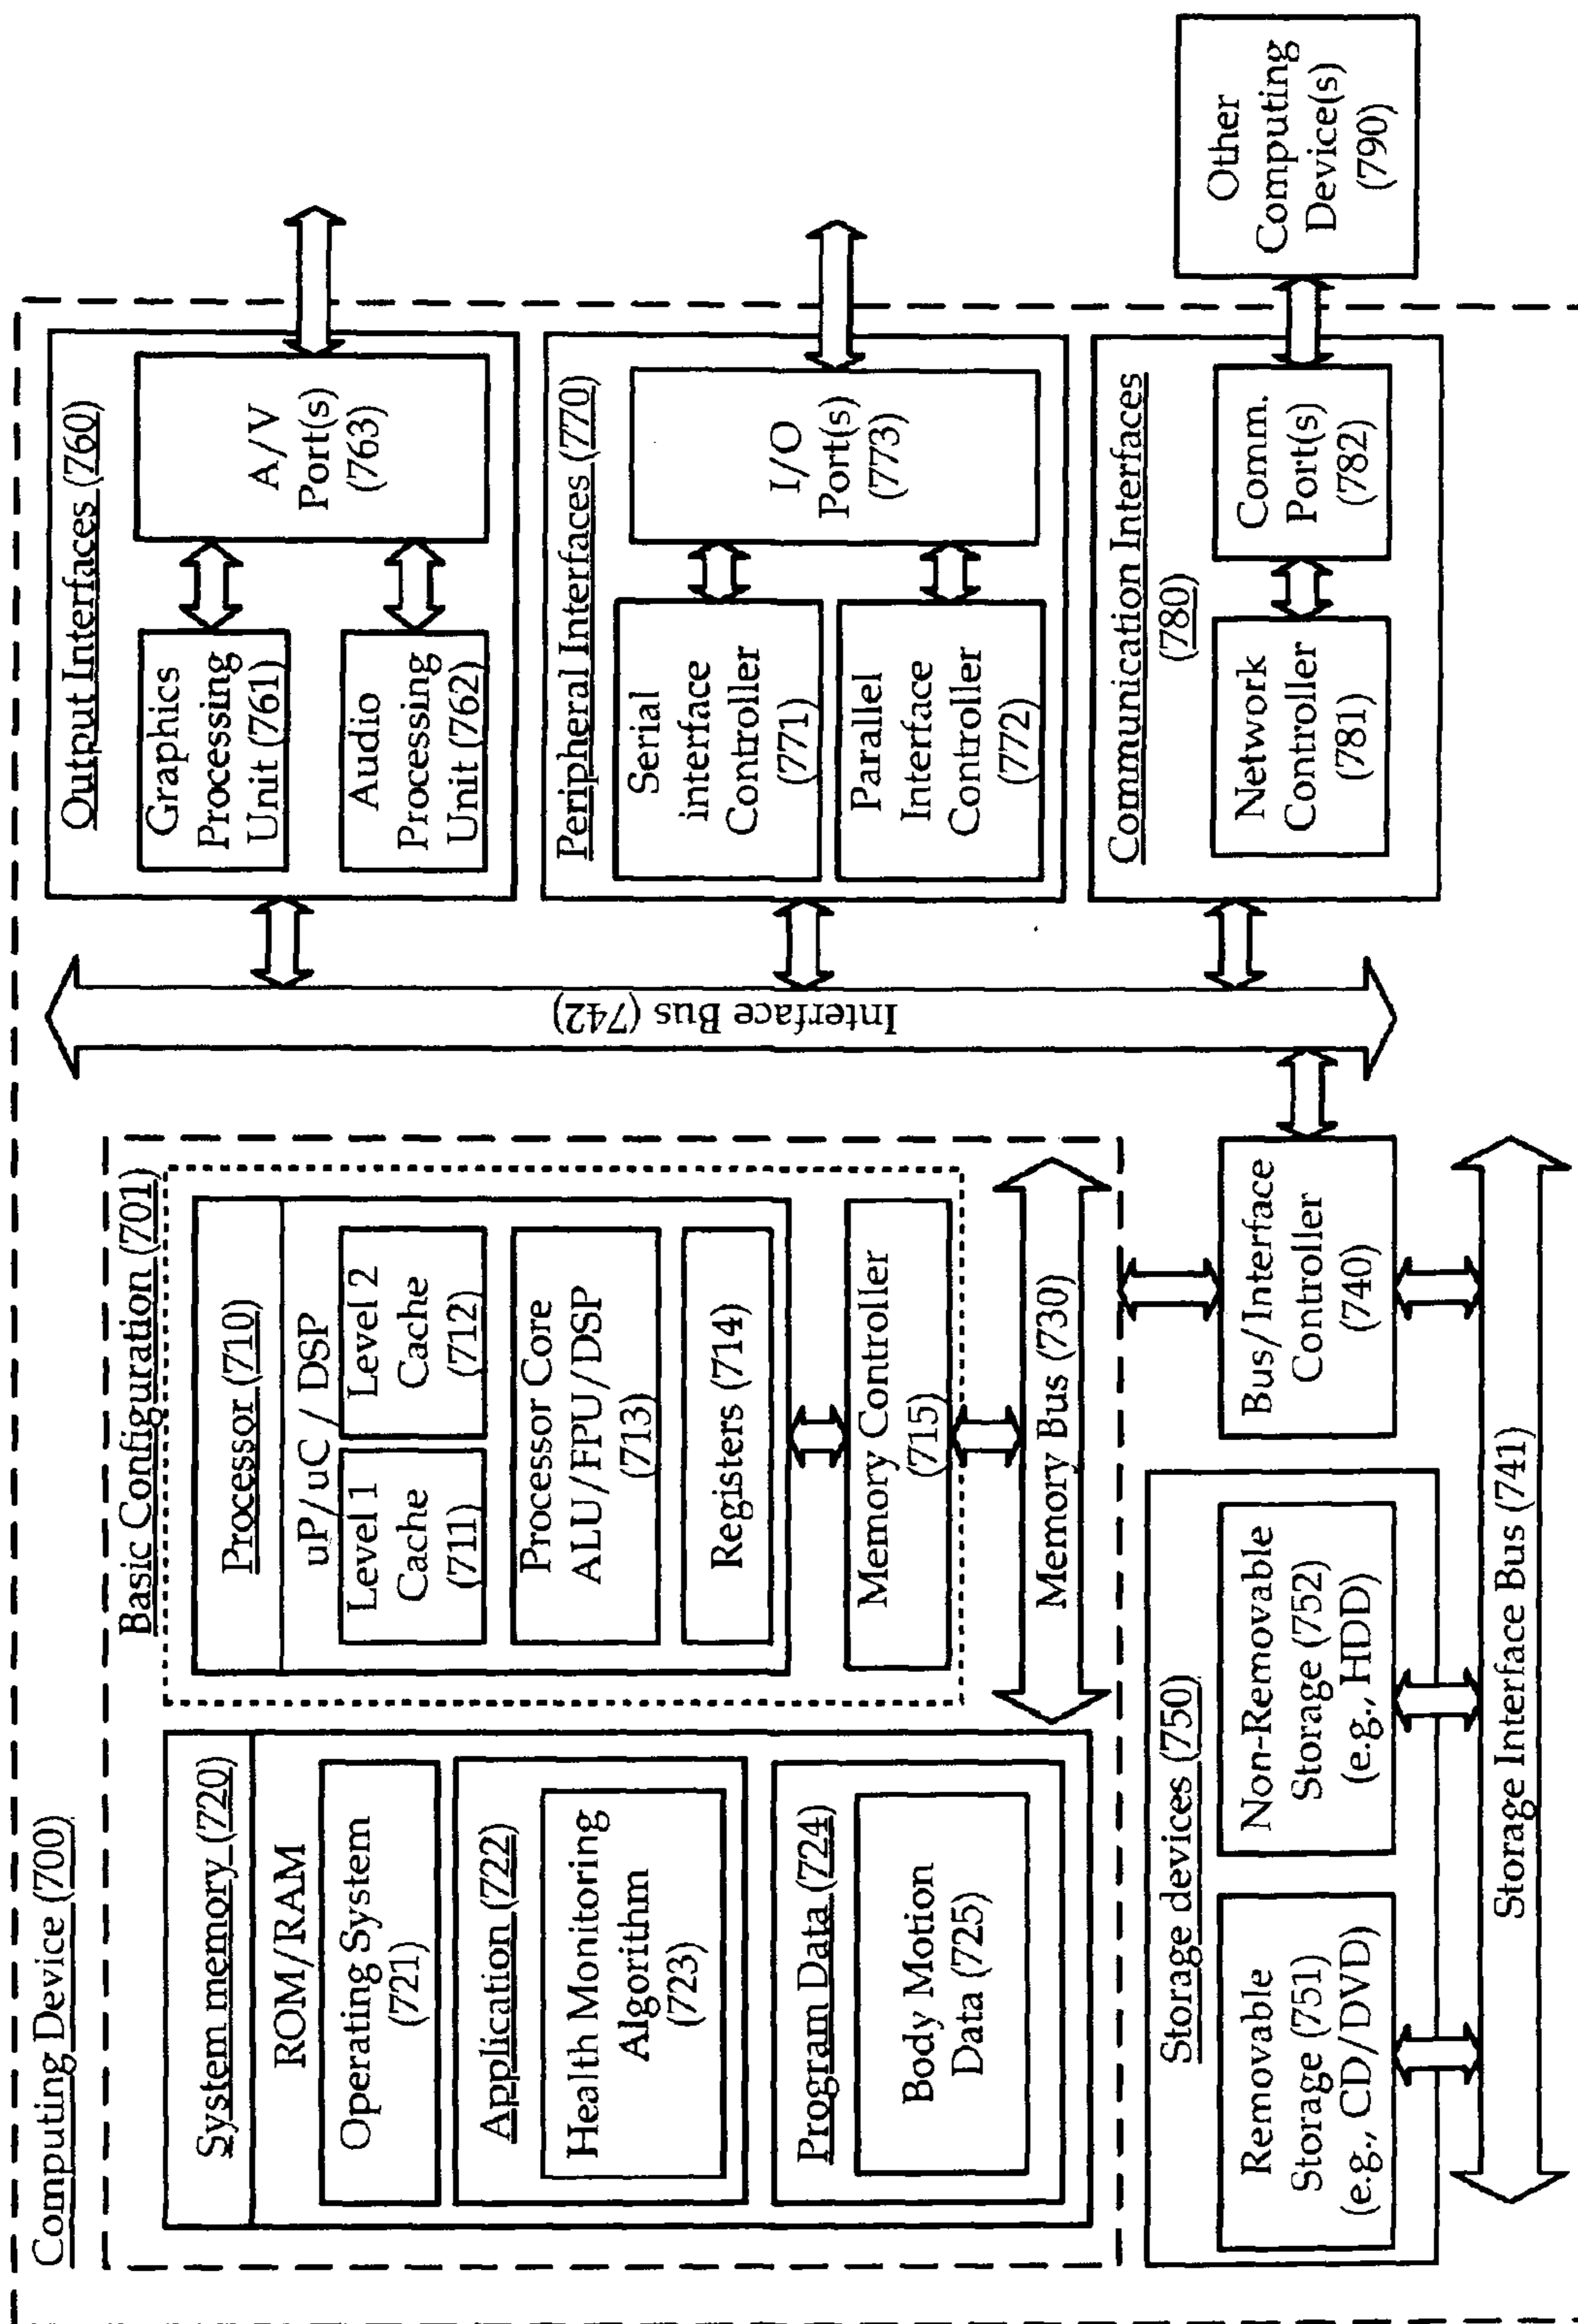 Computing Device (700)
Basic Configuration (701)
System memory (720)
ROM/RAM
Operating System
(721)
Application (722)
Health Monitoring
Algorithm
(723)
Program Data (724)
Body Motion
Data (725)
Processor (710)
uP/uC / DSP
Level 1
Cache
(711)
Level 2
Cache
(712)
Processor Core
ALU/FPU/DSP
(713)
Registers (714)
Memory Controller
(715)
Memory Bus (730)
Storage devices (750)
Removable
Storage (751)
(e.g., CD/DVD)
Non-Removable
Storage (752)
(e.g., HDD)
Bus/Interface
Controller
(740)
Storage Interface Bus (741)
Interface Bus (742)
Output Interfaces (760)
Graphics
Processing
Unit (761)
Audio
Processing
Unit (762)
A/V
Port(s)
(763)
Peripheral Interfaces (770)
Serial
interface
Controller
(771)
Parallel
Interface
Controller
(772)
I/O
Port(s)
(773)
Communication Interfaces
(780)
Network
Controller
(781)
Comm.
Port(s)
(782)
Other
Computing
Device(s)
(790)